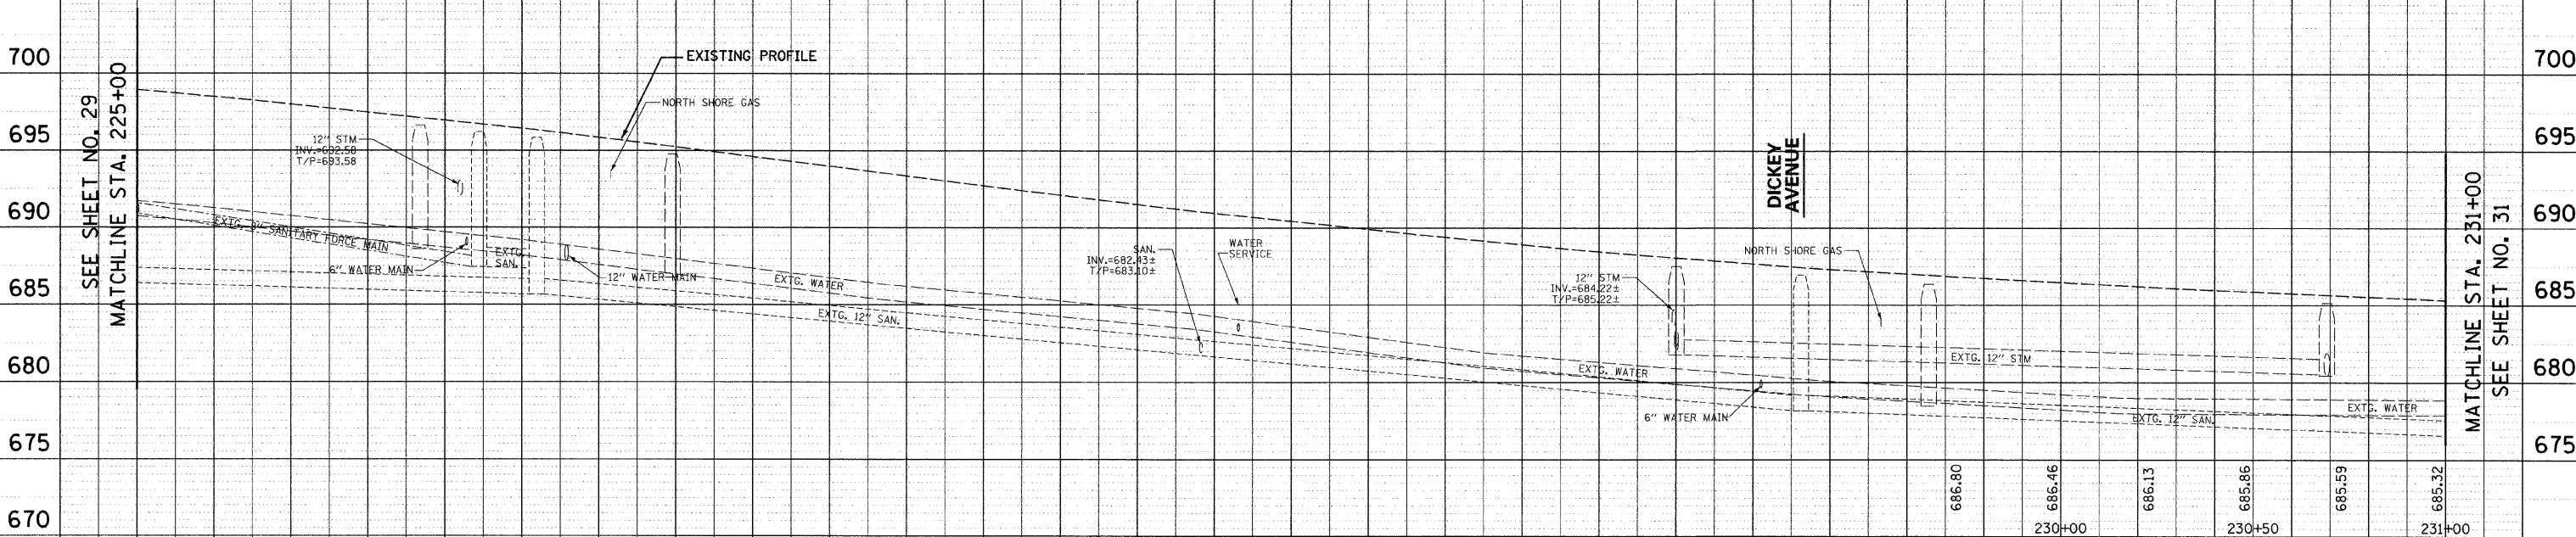 700
695
690
685
680
675
670
SEE SHEET NO. 29
MATCHLINE STA. 225+00
EXISTING PROFILE
NORTH SHORE GAS
12" STM
INV.=692.58
T/P=693.58
EXTG. 8" SANITARY FORCE MAIN
6" WATER MAIN
EXTG.
SAN.
12" WATER MAIN
EXTG. WATER
EXTG. 12" SAN.
SAN.
INV.=682.43±
T/P=683.10±
WATER
SERVICE
12" STM
INV=684.22±
T/P=685.22±
EXTG. WATER
6" WATER MAIN
DICKEY
AVENUE
NORTH SHORE GAS
EXTG. 12" STM
EXTG. 12" SAN.
EXTG. WATER
686.80
686.46
686.13
685.86
685.59
685.32
230+00
230+50
231+00
MATCHLINE STA. 231+00
SEE SHEET NO. 31
700
695
690
685
680
675